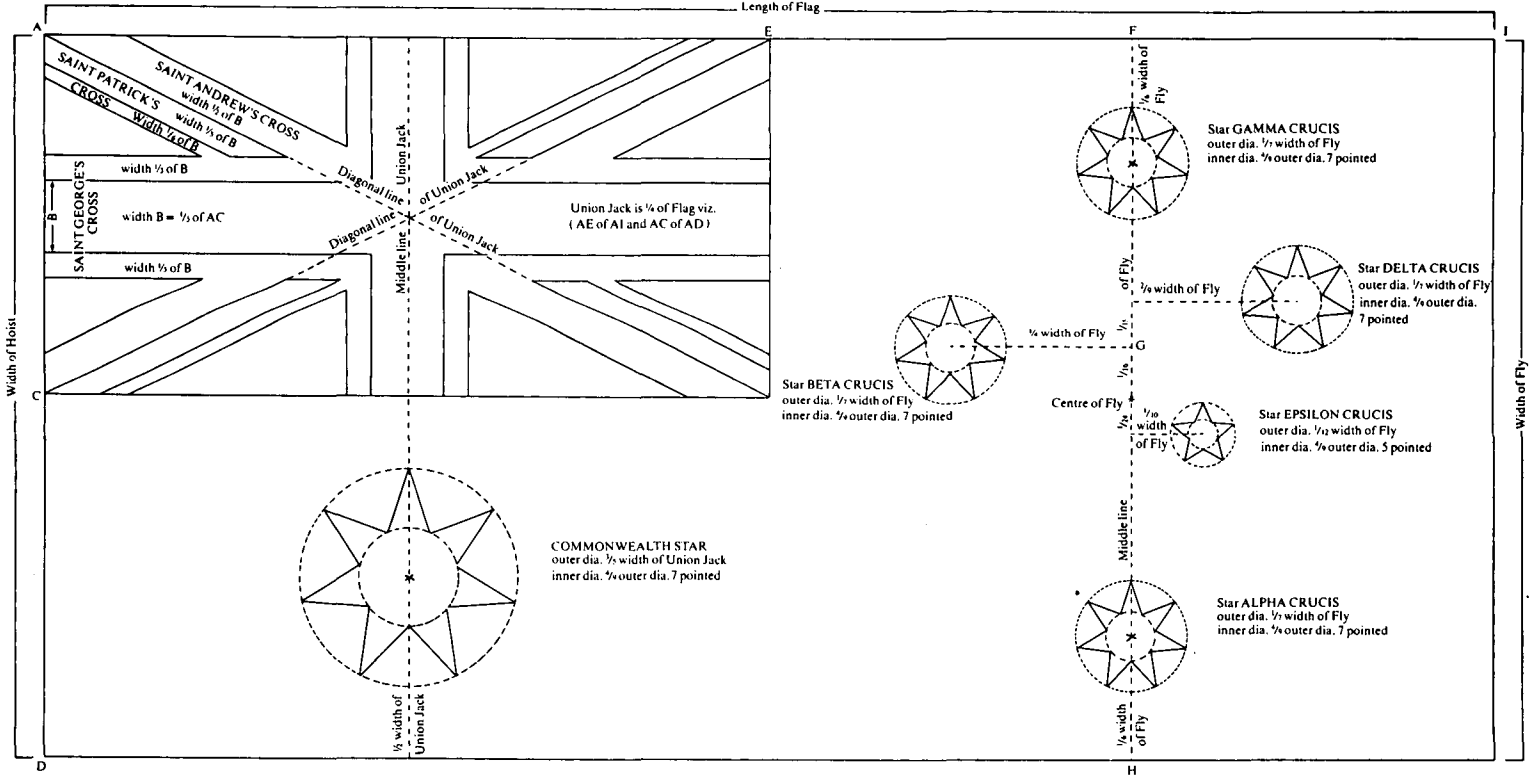 Length of Flag
A
E
F
I
SAINT ANDREW'S CROSS
width ½ of B
SAINT PATRICK'S
CROSS
width ⅓ of B
Width ⅙ of B
width ⅓ of B
B
SAINT GEORGE'S
CROSS
width B = ⅕ of AC
width ⅓ of B
Union Jack
Middle line
Diagonal line of Union Jack
Diagonal line of Union Jack
Union Jack is ¼ of Flag viz.
( AE of AI and AC of AD )
Width of Hoist
C
D
COMMONWEALTH STAR
outer dia. width of Union Jack
inner dia. 4/9 outer dia. 7 pointed
½ width of
Union Jack
⅙ width of
Fly
Star GAMMA CRUCIS
outer dia. 1/7 width of Fly
inner dia. 4/9 outer dia. 7 pointed
of Fly
2/9 width of Fly
Star DELTA CRUCIS
outer dia. 1/7 width of Fly
inner dia. 4/9 outer dia.
7 pointed
1/15
¼ width of Fly
G
Star BETA CRUCIS
outer dia. 1/7 width of Fly
inner dia. 4/9 outer dia. 7 pointed
Centre of Fly
1/10
width
of Fly
Star EPSILON CRUCIS
outer dia. 1/12 width of Fly
inner dia. 4/9 outer dia. 5 pointed
Middle line
Star ALPHA CRUCIS
outer dia. 1/7 width of Fly
inner dia. 4/9 outer dia. 7 pointed
⅙ width
of Fly
H
Width of Fly